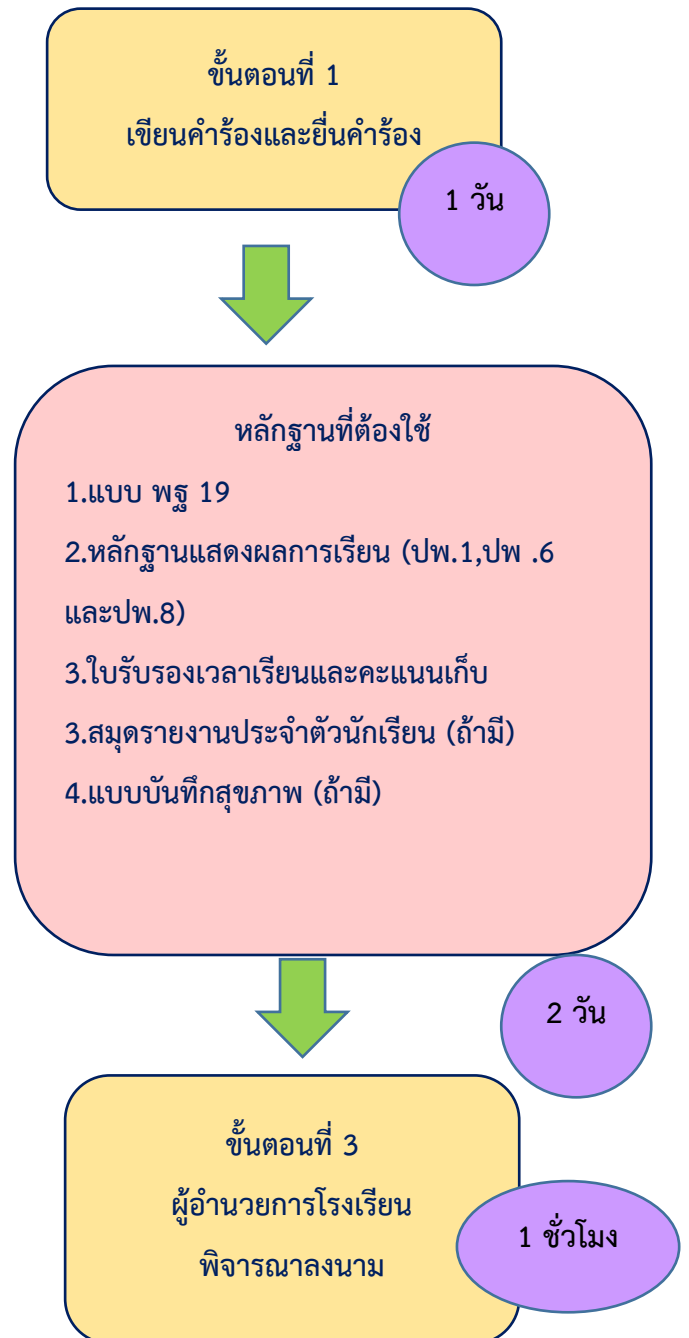 ขั้นตอนที่ 1
เขียนคำร้องและยื่นคำร้อง
1 วัน
หลักฐานที่ต้องใช้
1.แบบ พฐ 19
2.หลักฐานแสดงผลการเรียน (ปพ.1,ปพ .6
และปพ.8)
3.ใบรับรองเวลาเรียนและคะแนนเก็บ
3.สมุดรายงานประจำตัวนักเรียน (ถ้ามี)
4.แบบบันทึกสุขภาพ (ถ้ามี)
2 วัน
ขั้นตอนที่ 3
ผู้อำนวยการโรงเรียน
พิจารณาลงนาม
1 ชั่วโมง